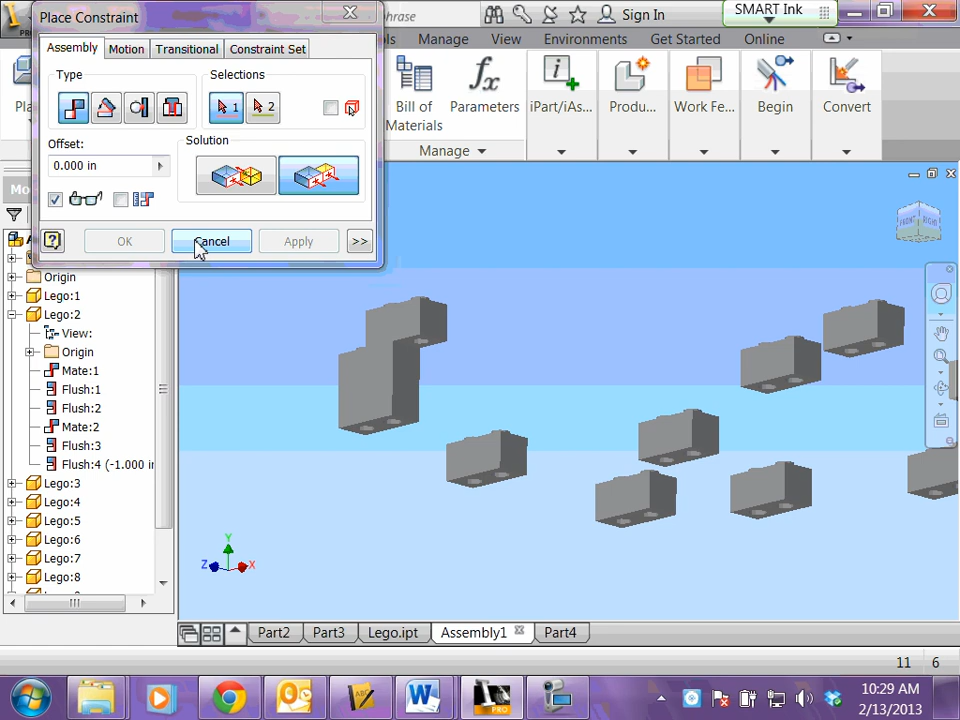 Place Constraint
phrase
Sign In
SMART Ink
Assembly
Motion
Transitional
Constraint Set
Manage
View
Environments
Get Started
Online
Type
Selections
1
2
Offset:
0.000 in
Solution
OK
Cancel
Apply
>>
Bill of
Materials
Parameters
iPart/iAs...
Produ...
Work Fe...
Begin
Convert
Manage
PRO
FRONT
Origin
Lego:1
Lego:2
View:
Origin
Mate:1
Flush:1
Flush:2
Mate:2
Flush:3
Flush:4 (-1.000 in
Lego:3
Lego:4
Lego:5
Lego:6
Lego:7
Lego:8
Y
Z
X
Part2
Part3
Lego.ipt
Assembly1
Part4
11 6
PRO
10:29 AM
2/13/2013